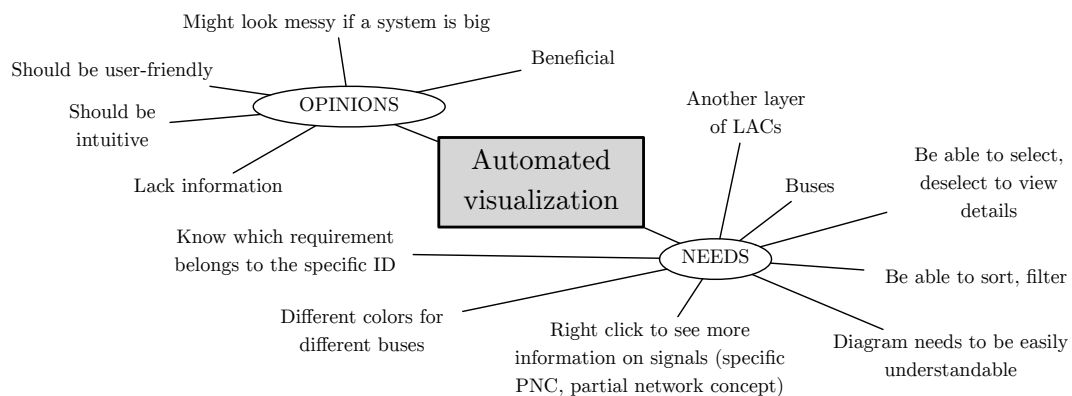 Might look messy if a system is big
Beneficial
Should be user-friendly
OPINIONS
Should be
intuitive
Lack information
Automated
visualization
Another layer
of LACs
Buses
Be able to select,
deselect to view
details
Know which requirement
belongs to the specific ID
NEEDS
Be able to sort, filter
Different colors for
different buses
Right click to see more
information on signals (specific
PNC, partial network concept)
Diagram needs to be easily
understandable